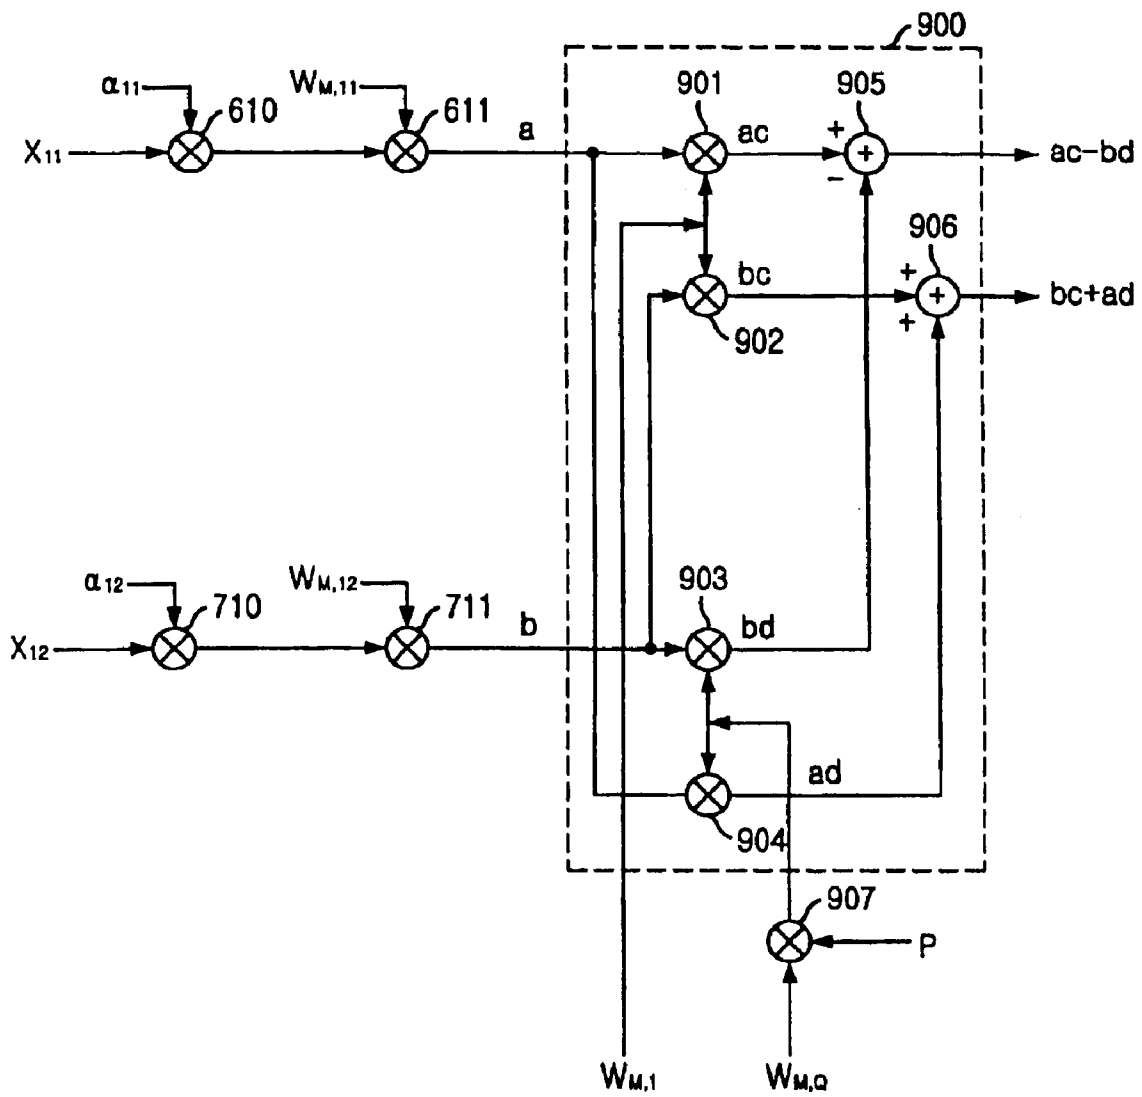 900
α11
WM,11
901
905
610
611
a
ac
+
X11
+
ac-bd
-
906
bc
+
+
bc+ad
902
+
α12
WM,12
903
710
711
b
bd
X12
ad
904
907
P
WM,1
WM,Q